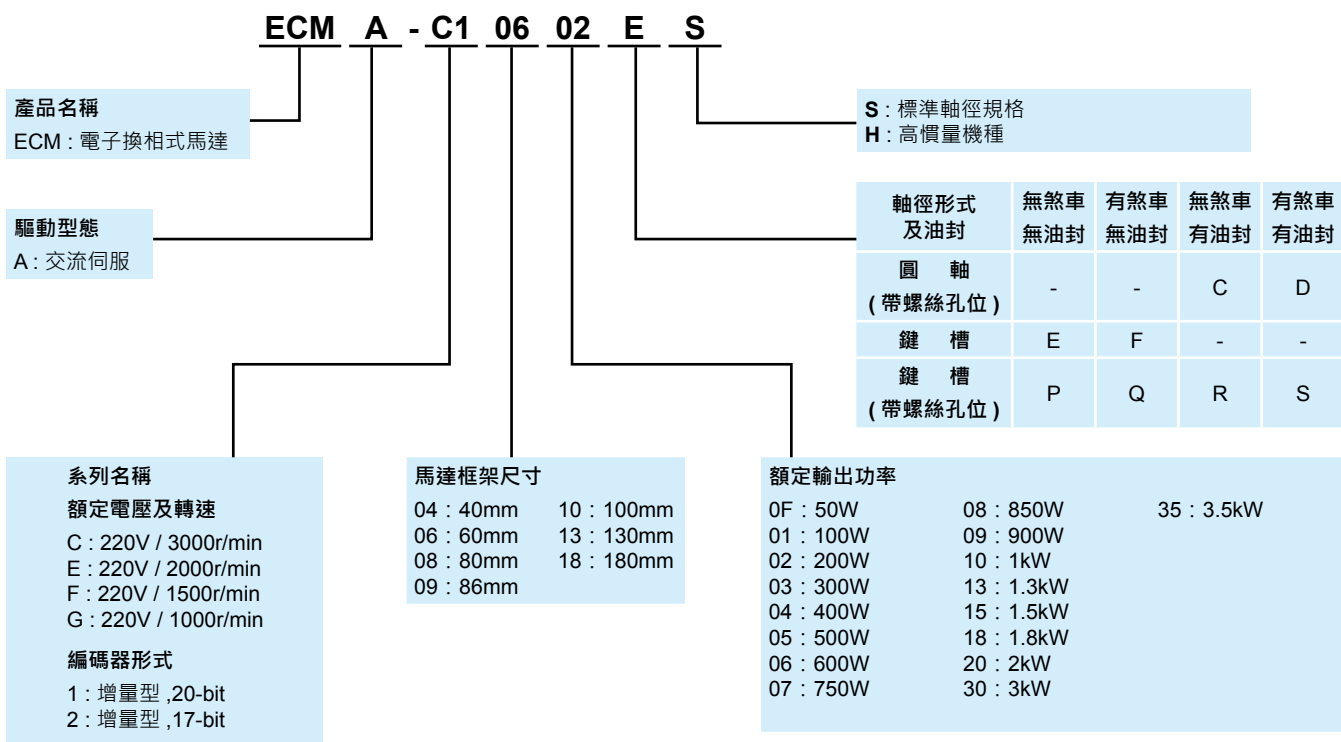 ECM A - C1 06 02 E S
產品名稱
ECM : 電子換相式馬達
驅動型態
A : 交流伺服
S : 標準軸徑規格
H : 高慣量機種
軸徑形式 及油封 無煞車 無油封 有煞車 無油封 無煞車 有油封 有煞車 有油封
圓 軸 ( 帶螺絲孔位 ) - - C D
鍵 槽 E F - -
鍵 槽 ( 帶螺絲孔位 ) P Q R S
系列名稱
額定電壓及轉速
C : 220V / 3000r/min
E : 220V / 2000r/min
F : 220V / 1500r/min
G : 220V / 1000r/min
編碼器形式
1 : 增量型 ,20-bit
2 : 增量型 ,17-bit
馬達框架尺寸
04：40mm 10：100mm
06：60mm 13：130mm
08：80mm 18：180mm
09：86mm
額定輸出功率
0F：50W 08：850W 35：3.5kW
01：100W 09：900W
02：200W 10：1kW
03：300W 13：1.3kW
04：400W 15：1.5kW
05：500W 18：1.8kW
06：600W 20：2kW
07：750W 30：3kW